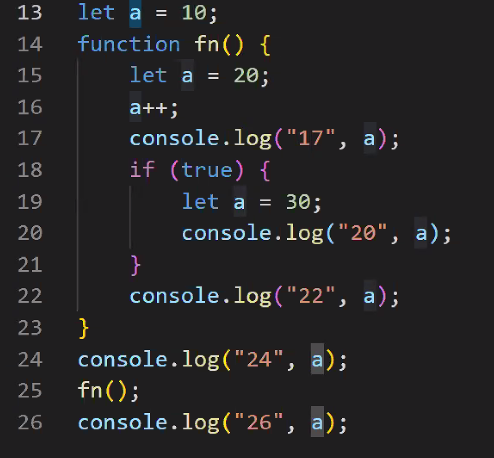 13 let a = 10;
14 function fn() {
15     let a = 20;
16     a++;
17     console.log("17", a);
18     if (true) {
19         let a = 30;
20         console.log("20", a);
21     }
22     console.log("22", a);
23 }
24 console.log("24", a);
25 fn();
26 console.log("26", a);